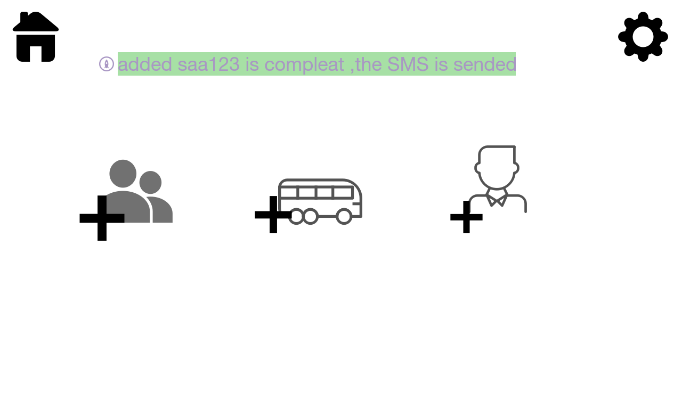 added saa123 is compleat ,the SMS is sended